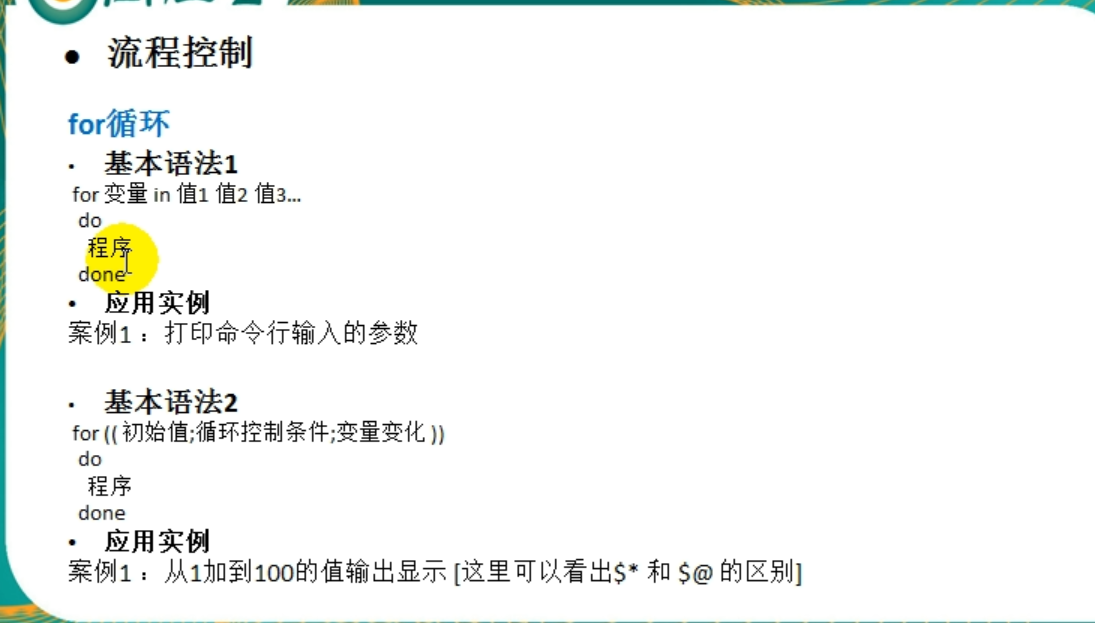 • 流程控制
for循环
• 基本语法1
for 变量 in 值1 值2 值3...
do
程序
done
• 应用实例
案例1 ：打印命令行输入的参数
• 基本语法2
for (( 初始值;循环控制条件;变量变化 ))
do
程序
done
• 应用实例
案例1 ：从1加到100的值输出显示 [这里可以看出$* 和 $@ 的区别]